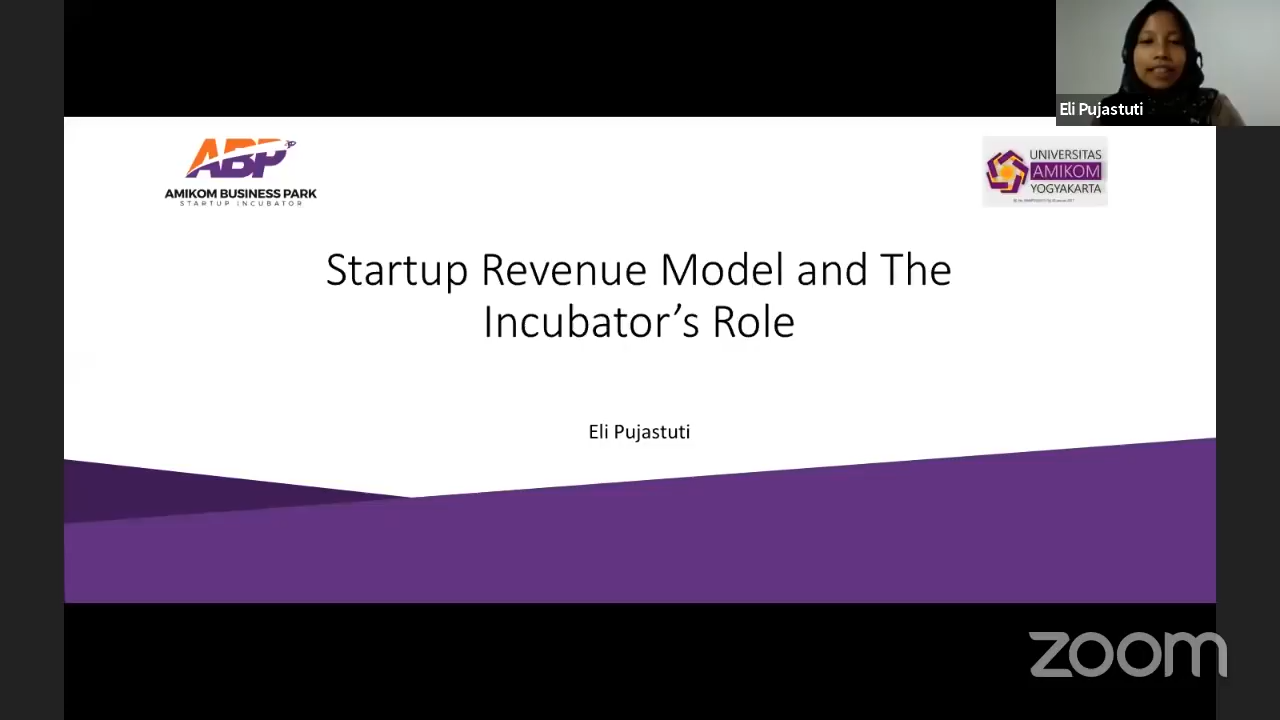 Eli Pujastuti
ABP
AMIKOM BUSINESS PARK
STARTUP INCUBATOR
UNIVERSITAS
AMIKOM
YOGYAKARTA
Startup Revenue Model and The
Incubator’s Role
Eli Pujastuti
zoom